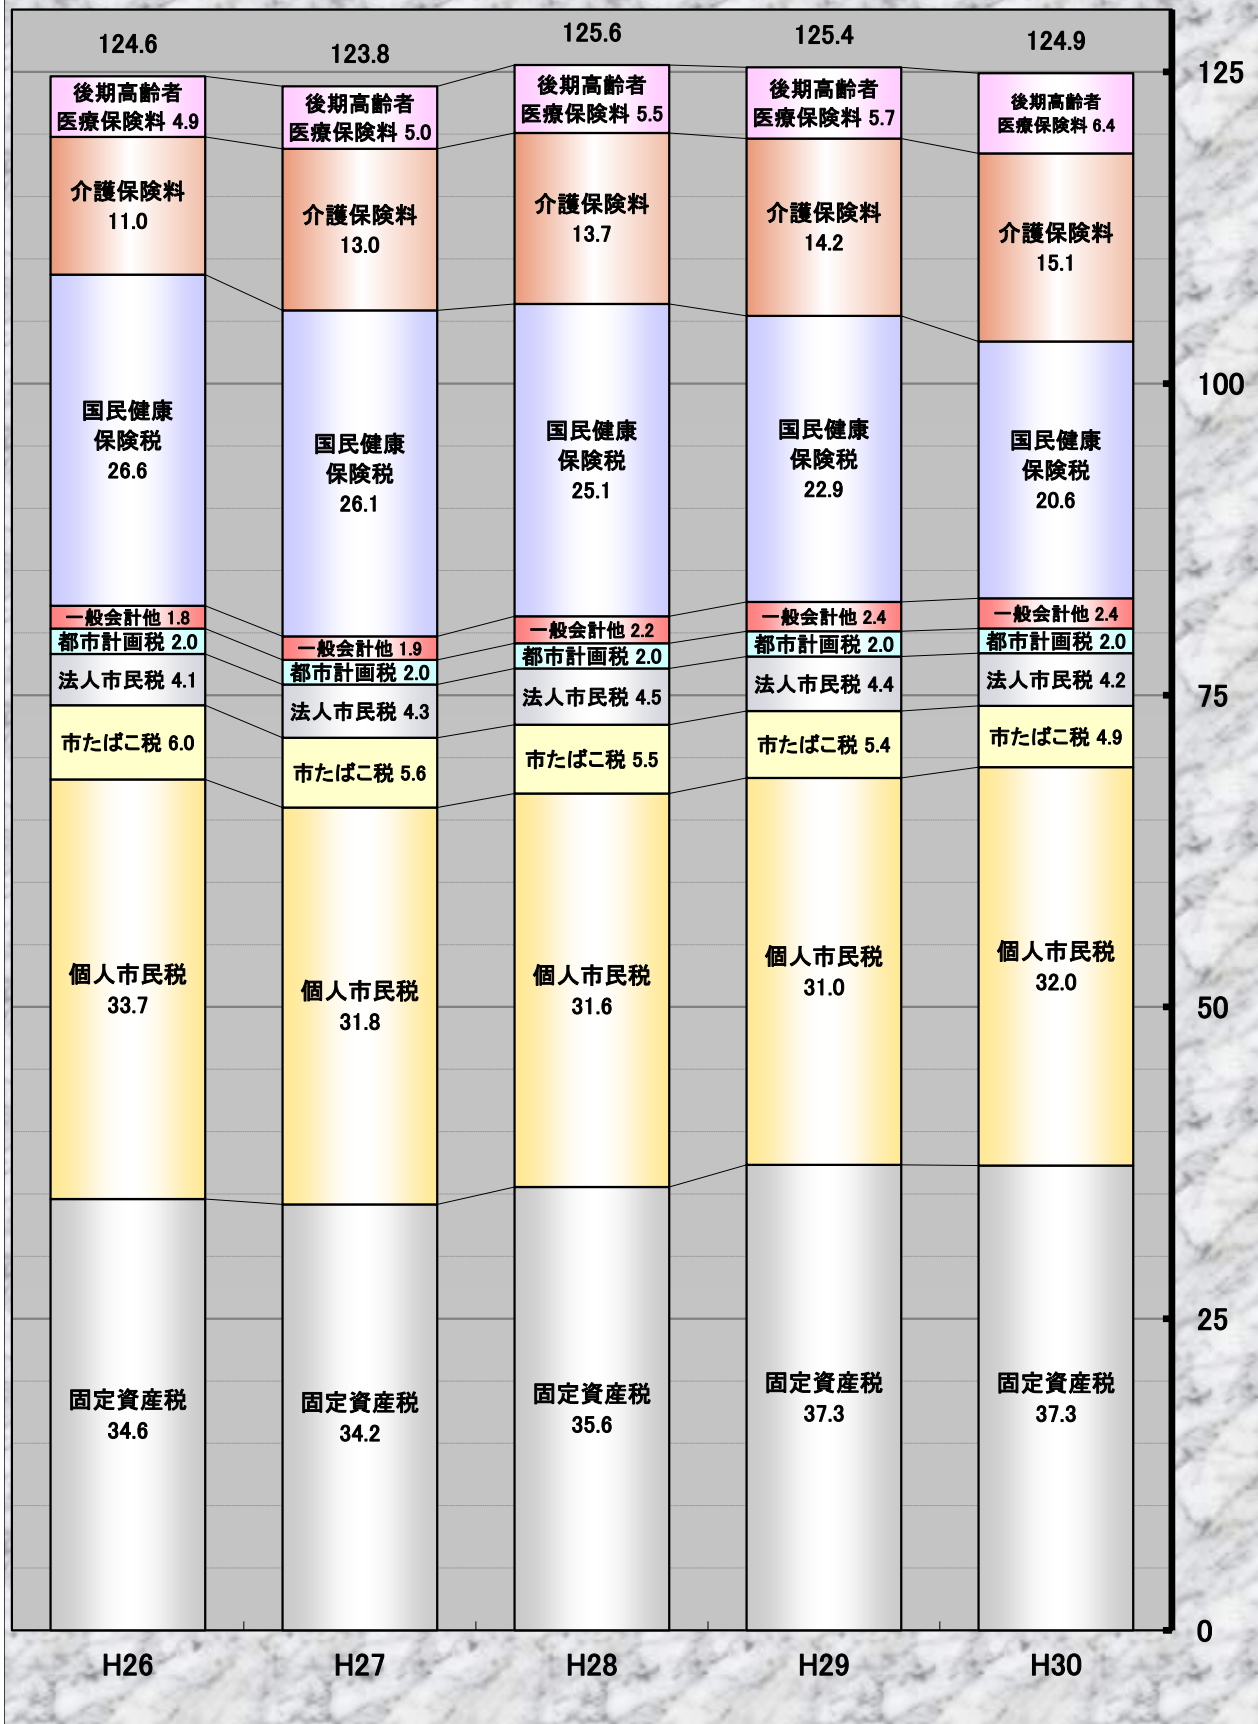 124.6
後期高齢者
医療保険料 4.9
介護保険料
11.0
国民健康
保険税
26.6
一般会計他 1.8
都市計画税 2.0
法人市民税 4.1
市たばこ税 6.0
個人市民税
33.7
固定資産税
34.6
H26
123.8
後期高齢者
医療保険料 5.0
介護保険料
13.0
国民健康
保険税
26.1
一般会計他 1.9
都市計画税 2.0
法人市民税 4.3
市たばこ税 5.6
個人市民税
31.8
固定資産税
34.2
H27
125.6
後期高齢者
医療保険料 5.5
介護保険料
13.7
国民健康
保険税
25.1
一般会計他 2.2
都市計画税 2.0
法人市民税 4.5
市たばこ税 5.5
個人市民税
31.6
固定資産税
35.6
H28
125.4
後期高齢者
医療保険料 5.7
介護保険料
14.2
国民健康
保険税
22.9
一般会計他 2.4
都市計画税 2.0
法人市民税 4.4
市たばこ税 5.4
個人市民税
31.0
固定資産税
37.3
H29
124.9
後期高齢者
医療保険料 6.4
介護保険料
15.1
国民健康
保険税
20.6
一般会計他 2.4
都市計画税 2.0
法人市民税 4.2
市たばこ税 4.9
個人市民税
32.0
固定資産税
37.3
H30
125
100
75
50
25
0